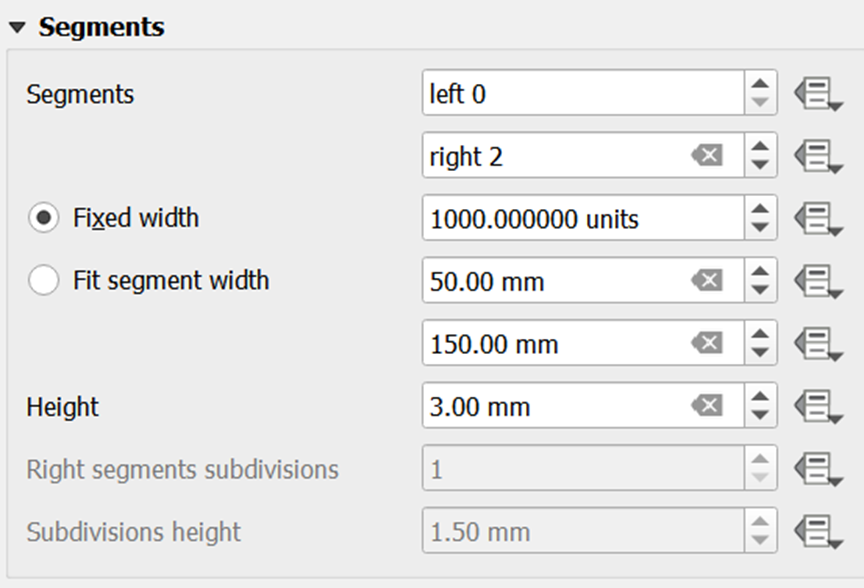 Segments
Segments left 0
right 2
Fixed width 1000.000000 units
Fit segment width 50.00 mm
150.00 mm
Height 3.00 mm
Right segments subdivisions 1
Subdivisions height 1.50 mm